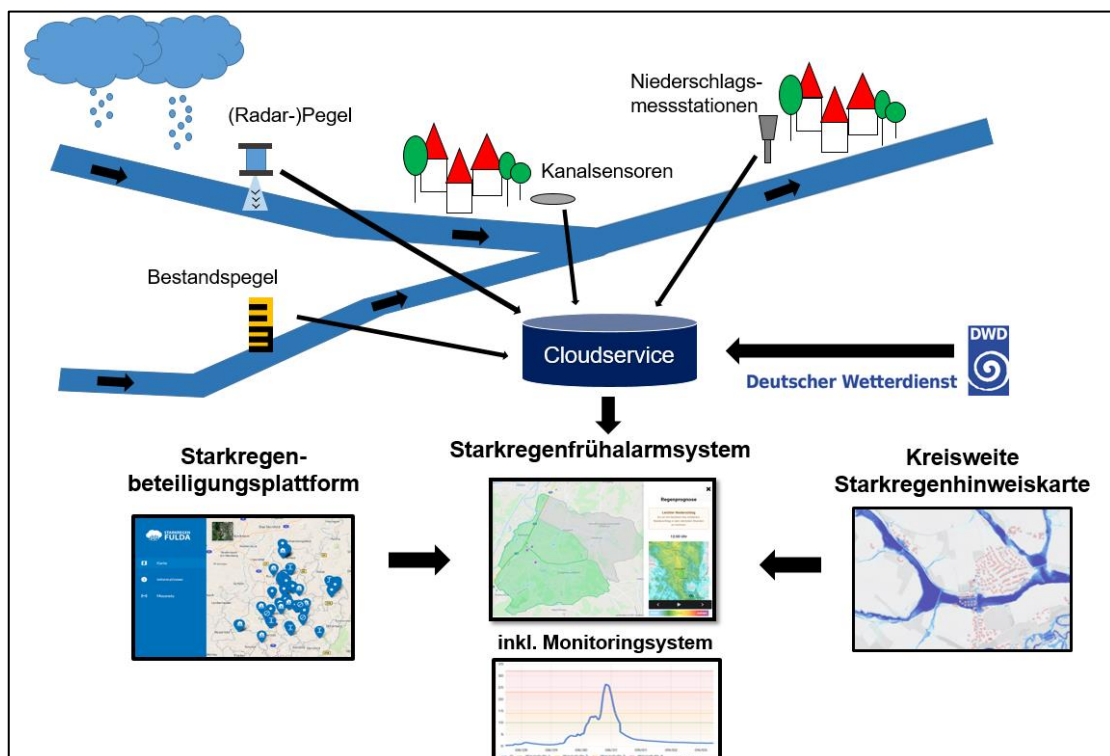 (Radar-)Pegel
Niederschlags-
messstationen
Kanalsensoren
Bestandspegel
Cloudservice
DWD
Deutscher Wetterdienst
Starkregen-
beteiligungsplattform
Starkregenfrühalarmsystem
Kreisweite
Starkregenhinweiskarte
FULDA
Regenprognose
inkl. Monitoringsystem